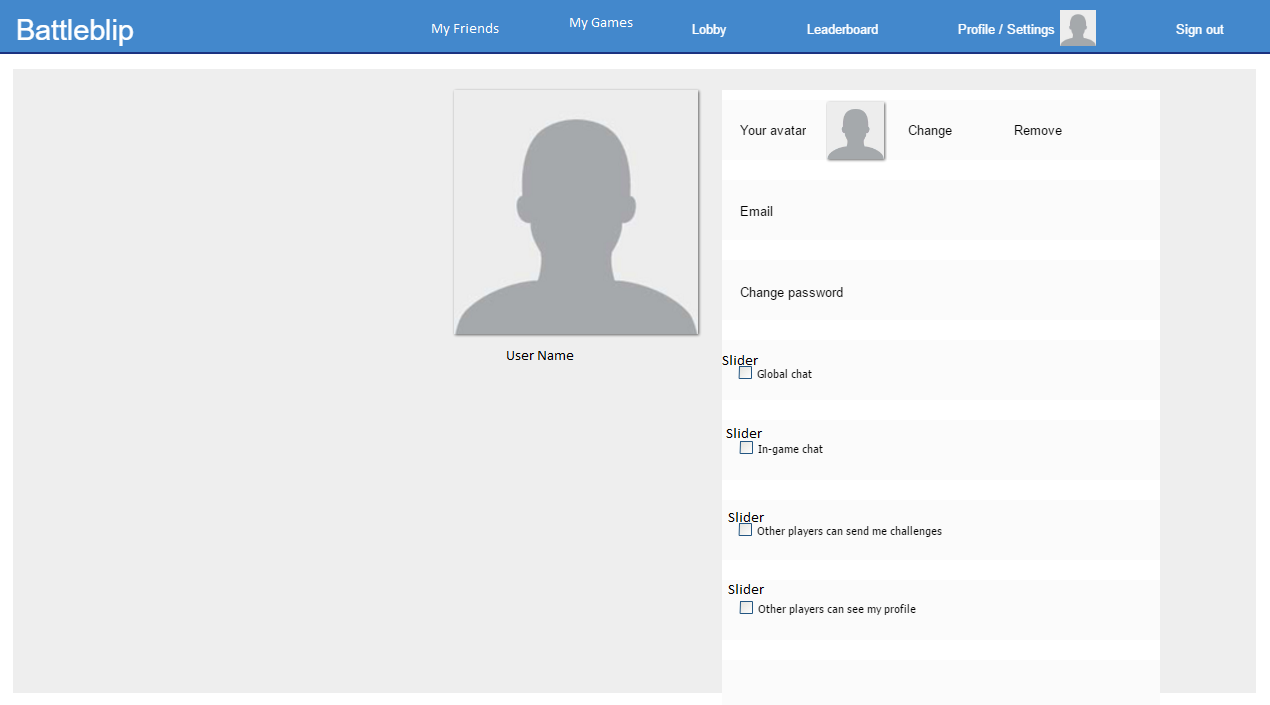 Battleblip
My Friends
My Games
Lobby
Leaderboard
Profile / Settings
Sign out
Your avatar
Change
Remove
Email
Change password
User Name
Slider
Global chat
Slider
In-game chat
Slider
Other players can send me challenges
Slider
Other players can see my profile